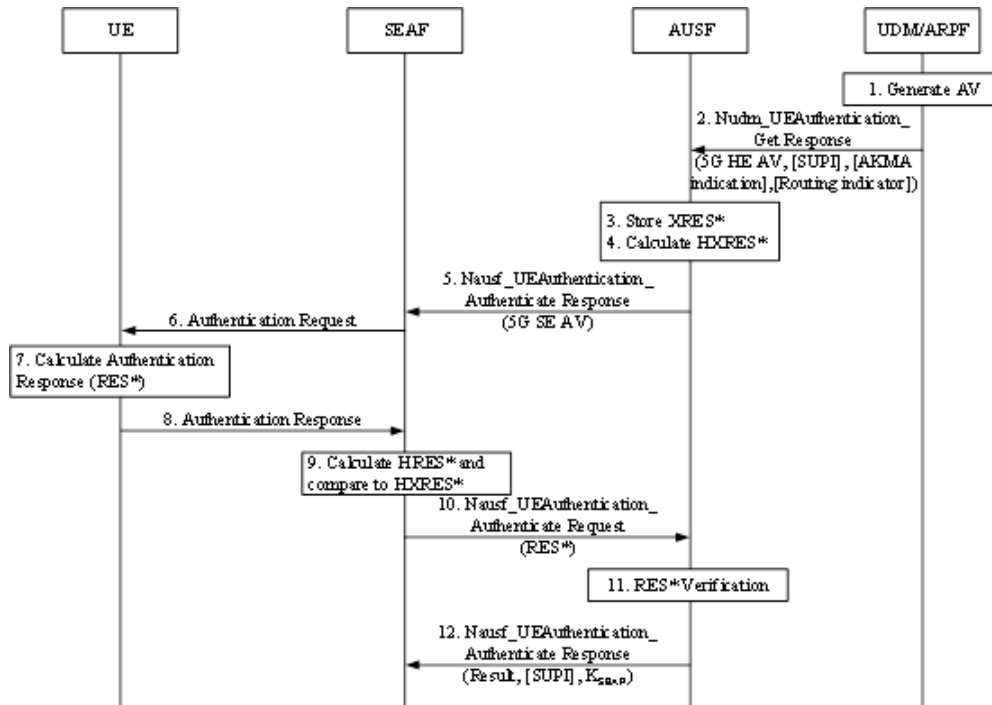 UE
SEAF
AUSF
UDM/ARPF
1. Generate AV
2. Nudm_UEAuthentication_
Get Response
(5G HE AV, [SUPI], [AKMA
indication],[Routing indicator])
3. Store XRES*
4. Calculate HXRES*
5. Nausf_UEAuthentication_
Authenticate Response
(5G SE AV)
6. Authentication Request
7. Calculate Authentication
Response (RES*)
8. Authentication Response
9. Calculate HRES* and
compare to HXRES*
10. Nausf_UEAuthentication_
Authenticate Request
(RES*)
11. RES* Verification
12. Nausf_UEAuthentication_
Authenticate Response
(Result, [SUPI], KSEAF)